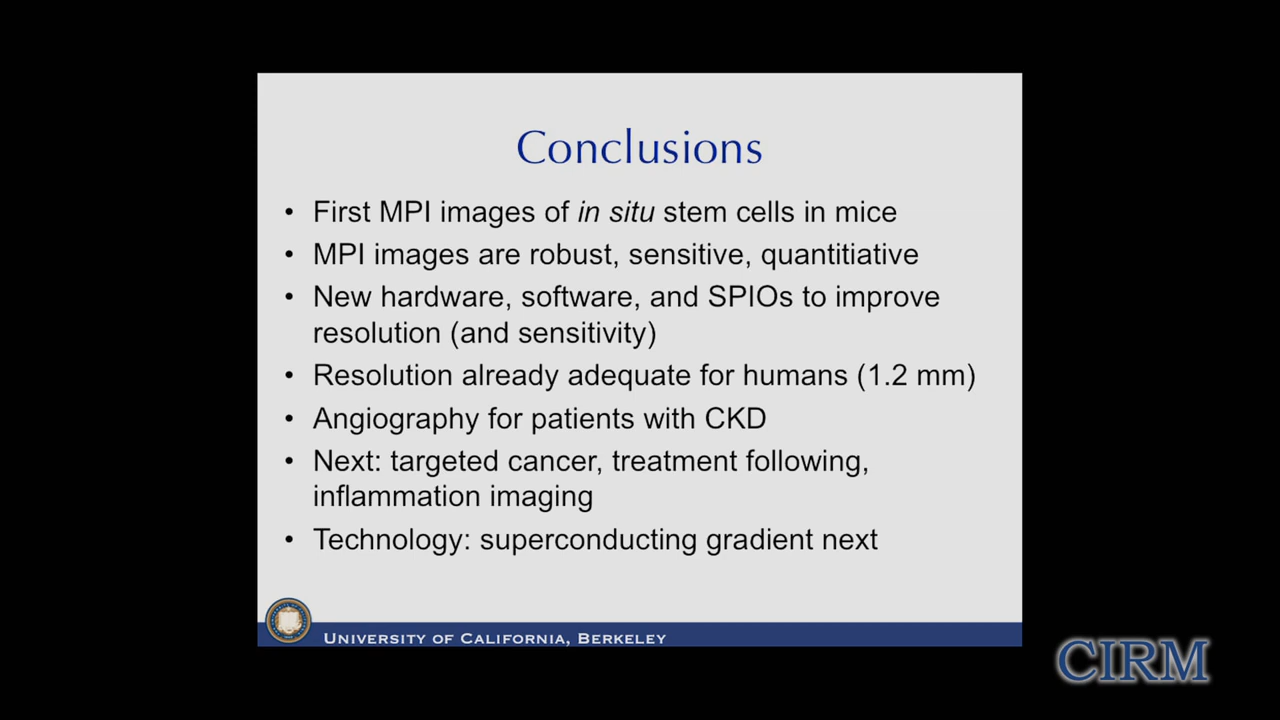 Conclusions
• First MPI images of in situ stem cells in mice
• MPI images are robust, sensitive, quantitiative
• New hardware, software, and SPIOs to improve
resolution (and sensitivity)
• Resolution already adequate for humans (1.2 mm)
• Angiography for patients with CKD
• Next: targeted cancer, treatment following,
inflammation imaging
• Technology: superconducting gradient next
UNIVERSITY OF CALIFORNIA, BERKELEY
CIRM